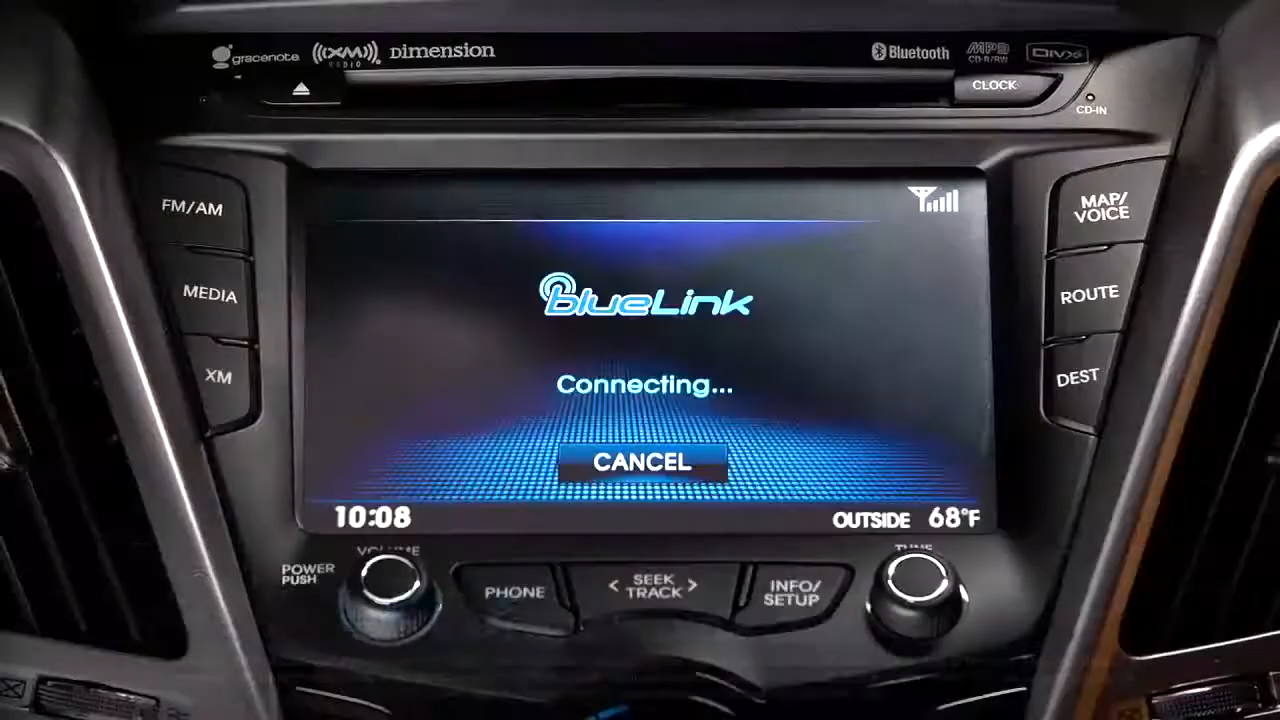 gracenote
XM
RADIO
Dimension
Bluetooth
MP3
CD-R/RW
DIVX
CLOCK
CD-IN
FM/AM
MEDIA
XM
MAP/
VOICE
ROUTE
DEST
blueLink
Connecting...
CANCEL
10:08
OUTSIDE 68°F
VOLUME
POWER
PUSH
PHONE
< SEEK >
TRACK
INFO/
SETUP
TUNE